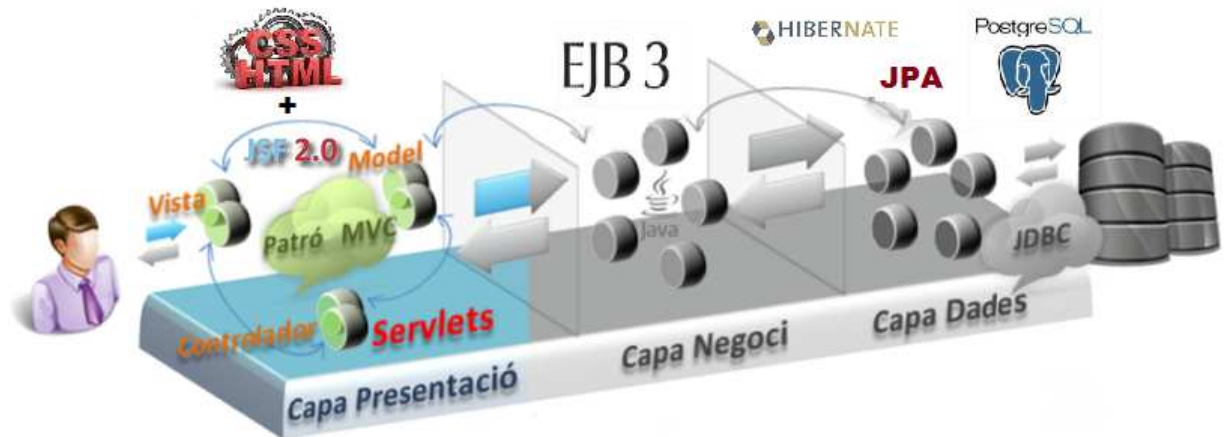 CSS
HTML
+
JSF 2.0
EJB 3
HIBERNATE
JPA
PostgreSQL
Vista
Model
Patró MVC
Controlador
Servlets
Java
JDBC
Capa Presentació
Capa Negoci
Capa Dades